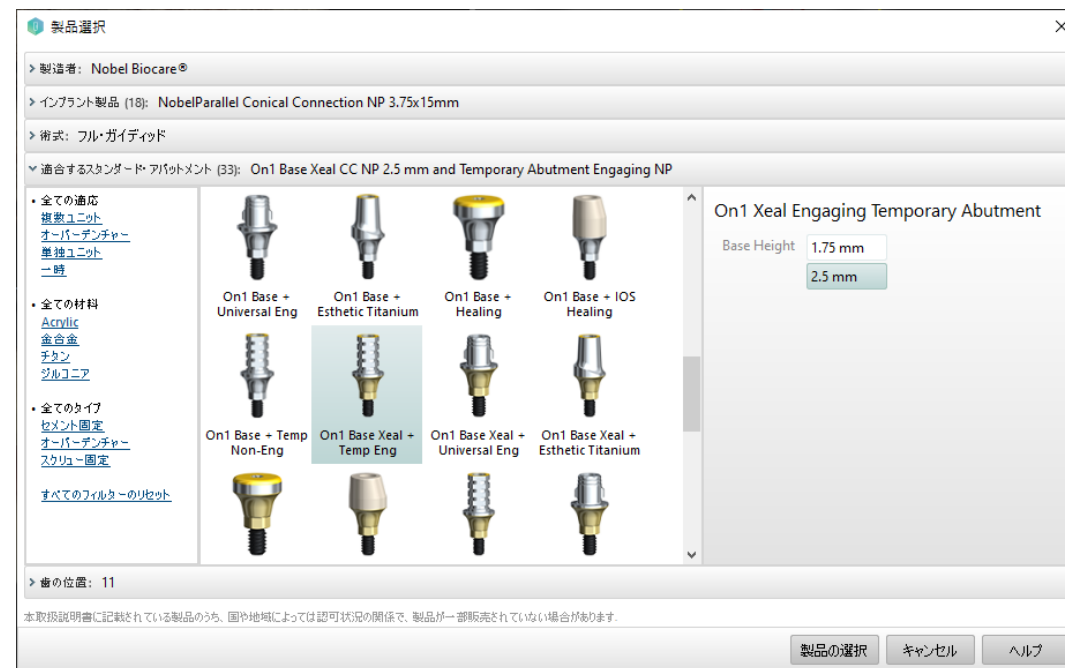 製品選択
製造者: Nobel Biocare®
インプラント製品 (18): NobelParallel Conical Connection NP 3.75x15mm
術式: フル・ガイディッド
適合するスタンダード・アバットメント (33): On1 Base Xeal CC NP 2.5 mm and Temporary Abutment Engaging NP
• 全ての適応
複数ユニット
オーバーデンチャー
単独ユニット
一時
• 全ての材料
Acrylic
金合金
チタン
ジルコニア
• 全てのタイプ
セメント固定
オーバーデンチャー
スクリュー固定
すべてのフィルターのリセット
On1 Base +
Universal Eng
On1 Base +
Esthetic Titanium
On1 Base +
Healing
On1 Base + IOS
Healing
On1 Base + Temp
Non-Eng
On1 Base Xeal +
Temp Eng
On1 Base Xeal +
Universal Eng
On1 Base Xeal +
Esthetic Titanium
On1 Xeal Engaging Temporary Abutment
Base Height 1.75 mm
2.5 mm
歯の位置: 11
本取扱説明書に記載されている製品のうち、国や地域によっては認可状況の関係で、製品が一部販売されていない場合があります.
製品の選択 キャンセル ヘルプ